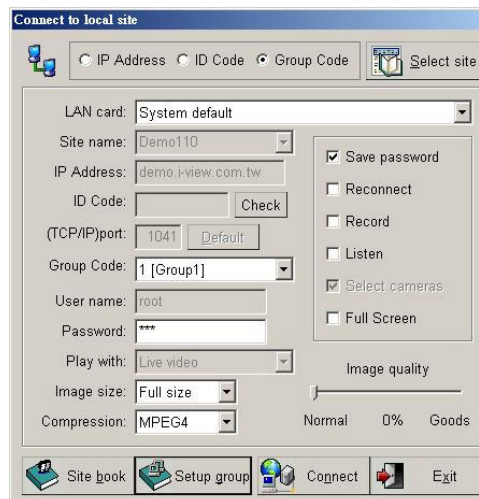 Connect to local site
IP Address ID Code Group Code Select site
LAN card: System default
Site name: Demo110
IP Address: demo.i-view.com.tw
ID Code: Check
(TCP/IP)port: 1041 Default
Group Code: 1 [Group1]
User name: root
Password: ***
Play with: Live video
Image size: Full size
Compression: MPEG4
Save password
Reconnect
Record
Listen
Select cameras
Full Screen
Image quality
Normal 0% Goods
Site book Setup group Connect Exit